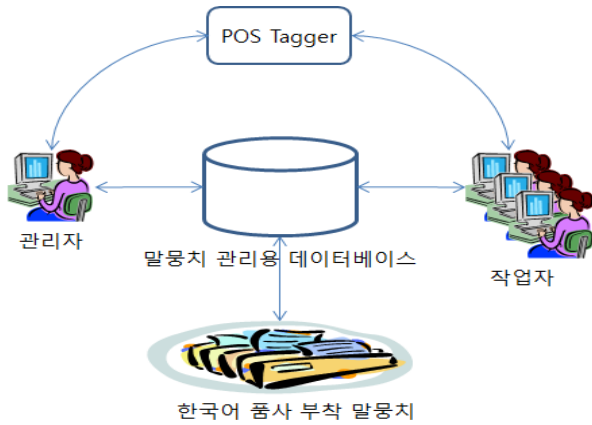 POS Tagger
관리자
말뭉치 관리용 데이터베이스
작업자
한국어 품사 부착 말뭉치